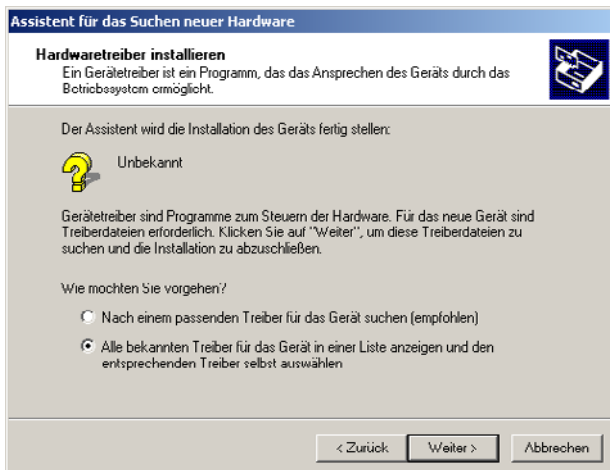 Assistent für das Suchen neuer Hardware
Hardwaretreiber installieren
Ein Gerätetreiber ist ein Programm, das das Ansprechen des Geräts durch das
Betriebssystem ermöglicht.
Der Assistent wird die Installation des Geräts fertig stellen:
Unbekannt
Gerätetreiber sind Programme zum Steuern der Hardware. Für das neue Gerät sind
Treiberdateien erforderlich. Klicken Sie auf "Weiter", um diese Treiberdateien zu
suchen und die Installation zu abzuschließen.
Wie möchten Sie vorgehen?
Nach einem passenden Treiber für das Gerät suchen (empfohlen)
Alle bekannten Treiber für das Gerät in einer Liste anzeigen und den
entsprechenden Treiber selbst auswählen
< Zurück Weiter > Abbrechen